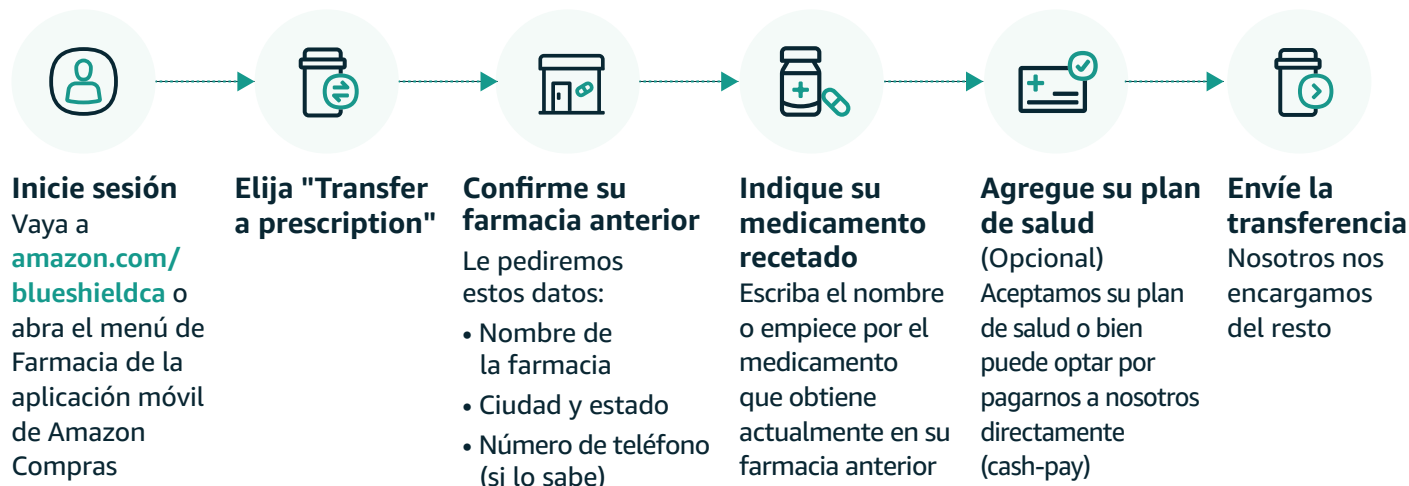 Inicie sesión
Vaya a
amazon.com/
blueshieldca o
abra el menú de
Farmacia de la
aplicación móvil
de Amazon
Compras
Elija "Transfer
a prescription"
Confirme su
farmacia anterior
Le pediremos
estos datos:
• Nombre de
la farmacia
• Ciudad y estado
• Número de teléfono
(si lo sabe)
Indique su
medicamento
recetado
Escriba el nombre
o empiece por el
medicamento
que obtiene
actualmente en su
farmacia anterior
Agregue su plan
de salud
(Opcional)
Aceptamos su plan
de salud o bien
puede optar por
pagarnos a nosotros
directamente
(cash-pay)
Envíe la
transferencia
Nosotros nos
encargamos
del resto